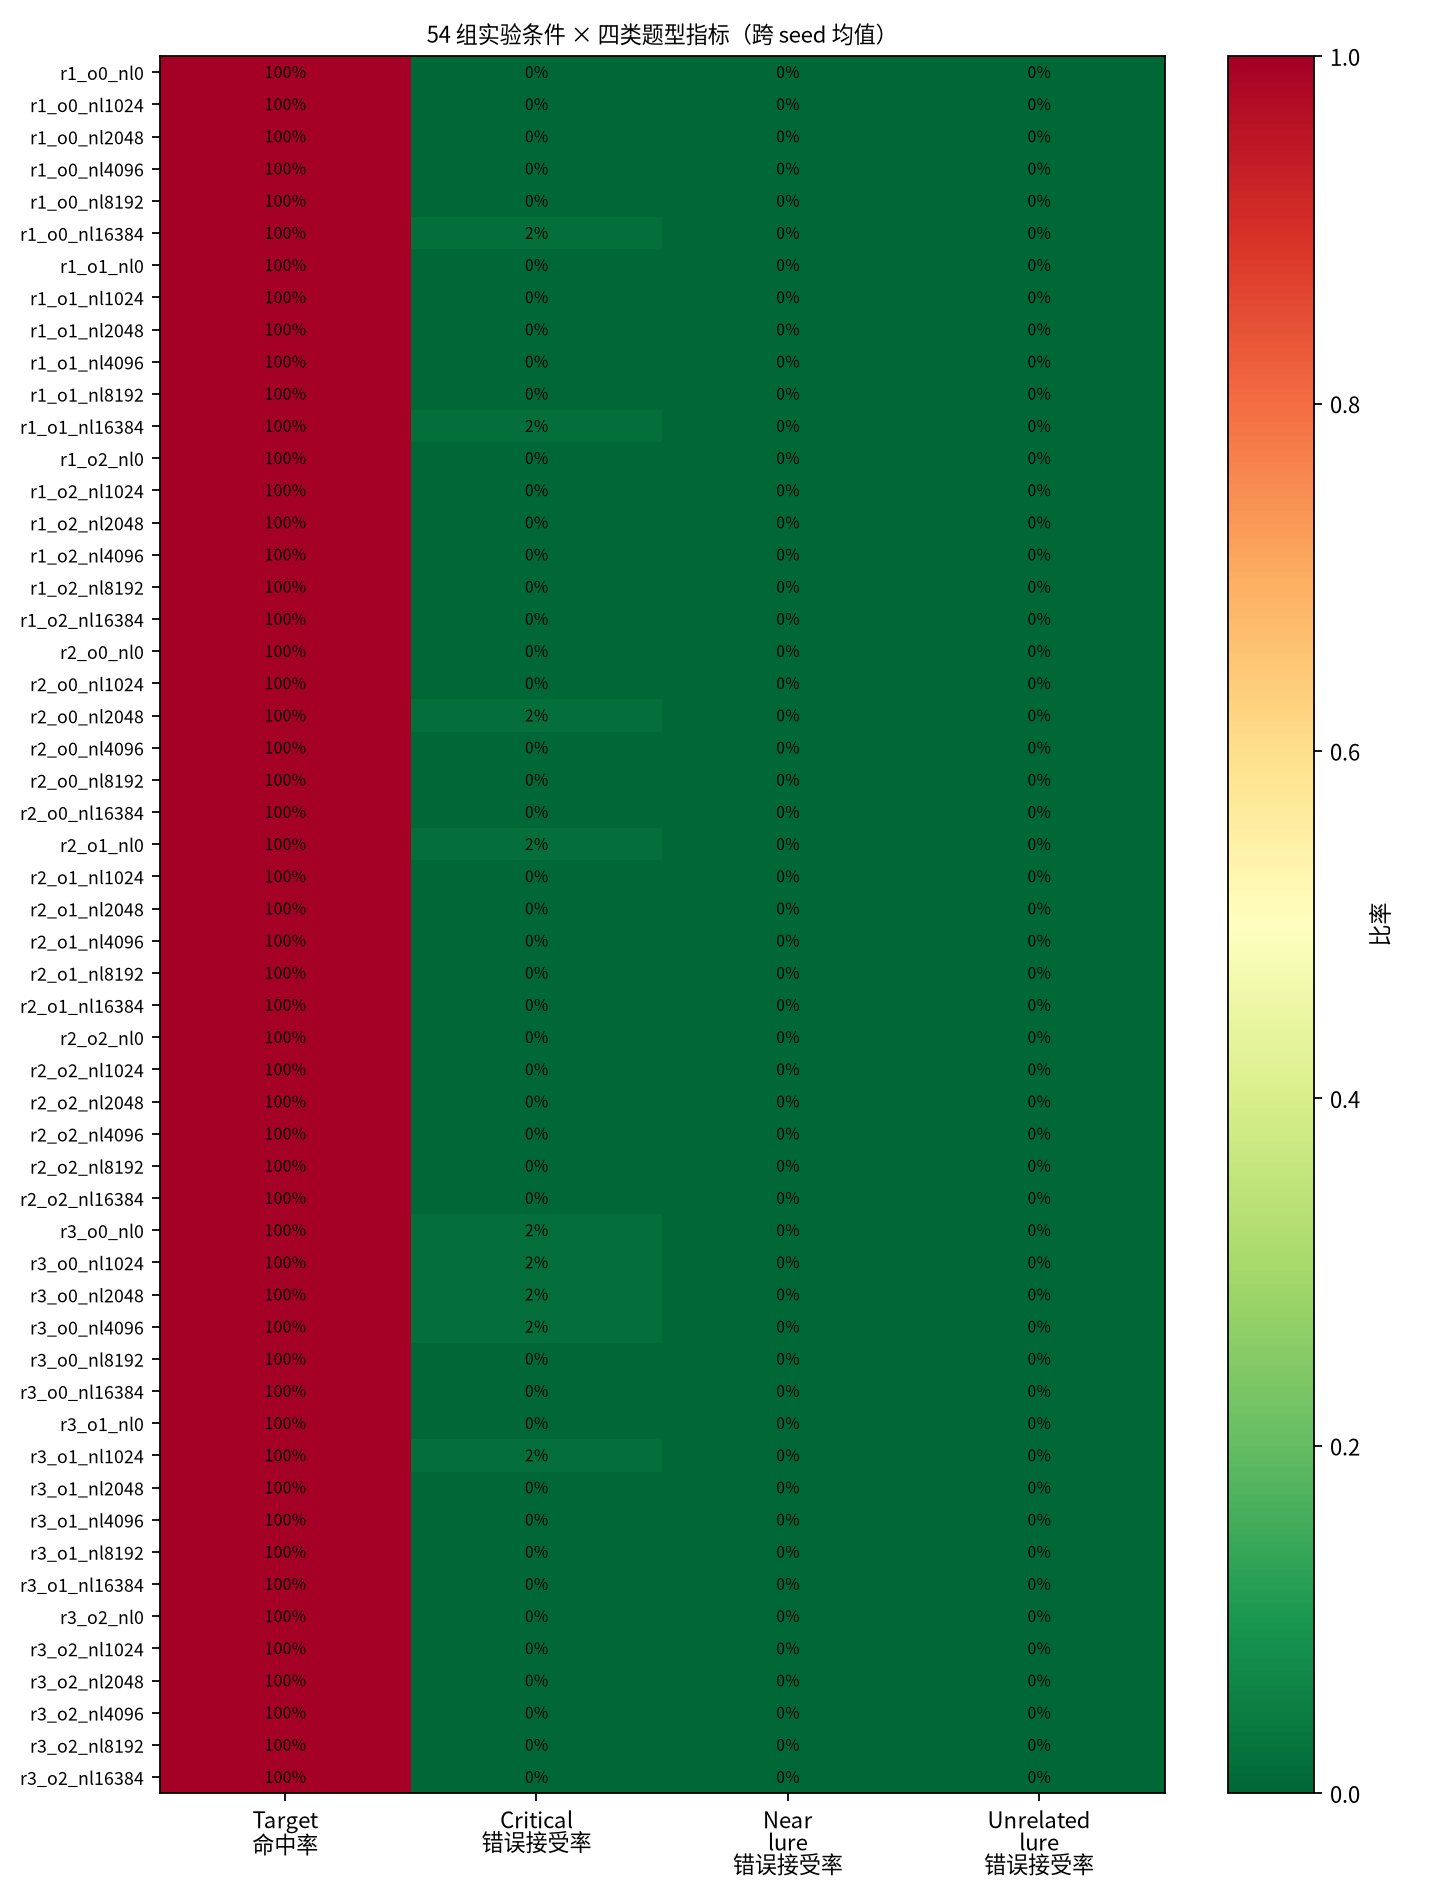 54 组实验条件 × 四类题型指标（跨 seed 均值）
r1_o0_nl0 100% 0% 0% 0%
r1_o0_nl1024 100% 0% 0% 0%
r1_o0_nl2048 100% 0% 0% 0%
r1_o0_nl4096 100% 0% 0% 0%
r1_o0_nl8192 100% 0% 0% 0%
r1_o0_nl16384 100% 2% 0% 0%
r1_o1_nl0 100% 0% 0% 0%
r1_o1_nl1024 100% 0% 0% 0%
r1_o1_nl2048 100% 0% 0% 0%
r1_o1_nl4096 100% 0% 0% 0%
r1_o1_nl8192 100% 0% 0% 0%
r1_o1_nl16384 100% 2% 0% 0%
r1_o2_nl0 100% 0% 0% 0%
r1_o2_nl1024 100% 0% 0% 0%
r1_o2_nl2048 100% 0% 0% 0%
r1_o2_nl4096 100% 0% 0% 0%
r1_o2_nl8192 100% 0% 0% 0%
r1_o2_nl16384 100% 0% 0% 0%
r2_o0_nl0 100% 0% 0% 0%
r2_o0_nl1024 100% 0% 0% 0%
r2_o0_nl2048 100% 2% 0% 0%
r2_o0_nl4096 100% 0% 0% 0%
r2_o0_nl8192 100% 0% 0% 0%
r2_o0_nl16384 100% 0% 0% 0%
r2_o1_nl0 100% 2% 0% 0%
r2_o1_nl1024 100% 0% 0% 0%
r2_o1_nl2048 100% 0% 0% 0%
r2_o1_nl4096 100% 0% 0% 0%
r2_o1_nl8192 100% 0% 0% 0%
r2_o1_nl16384 100% 0% 0% 0%
r2_o2_nl0 100% 0% 0% 0%
r2_o2_nl1024 100% 0% 0% 0%
r2_o2_nl2048 100% 0% 0% 0%
r2_o2_nl4096 100% 0% 0% 0%
r2_o2_nl8192 100% 0% 0% 0%
r2_o2_nl16384 100% 0% 0% 0%
r3_o0_nl0 100% 2% 0% 0%
r3_o0_nl1024 100% 2% 0% 0%
r3_o0_nl2048 100% 2% 0% 0%
r3_o0_nl4096 100% 2% 0% 0%
r3_o0_nl8192 100% 0% 0% 0%
r3_o0_nl16384 100% 0% 0% 0%
r3_o1_nl0 100% 0% 0% 0%
r3_o1_nl1024 100% 2% 0% 0%
r3_o1_nl2048 100% 0% 0% 0%
r3_o1_nl4096 100% 0% 0% 0%
r3_o1_nl8192 100% 0% 0% 0%
r3_o1_nl16384 100% 0% 0% 0%
r3_o2_nl0 100% 0% 0% 0%
r3_o2_nl1024 100% 0% 0% 0%
r3_o2_nl2048 100% 0% 0% 0%
r3_o2_nl4096 100% 0% 0% 0%
r3_o2_nl8192 100% 0% 0% 0%
r3_o2_nl16384 100% 0% 0% 0%
Target
命中率
Critical
错误接受率
Near
lure
错误接受率
Unrelated
lure
错误接受率
1.0
0.8
0.6
0.4
0.2
0.0
比率